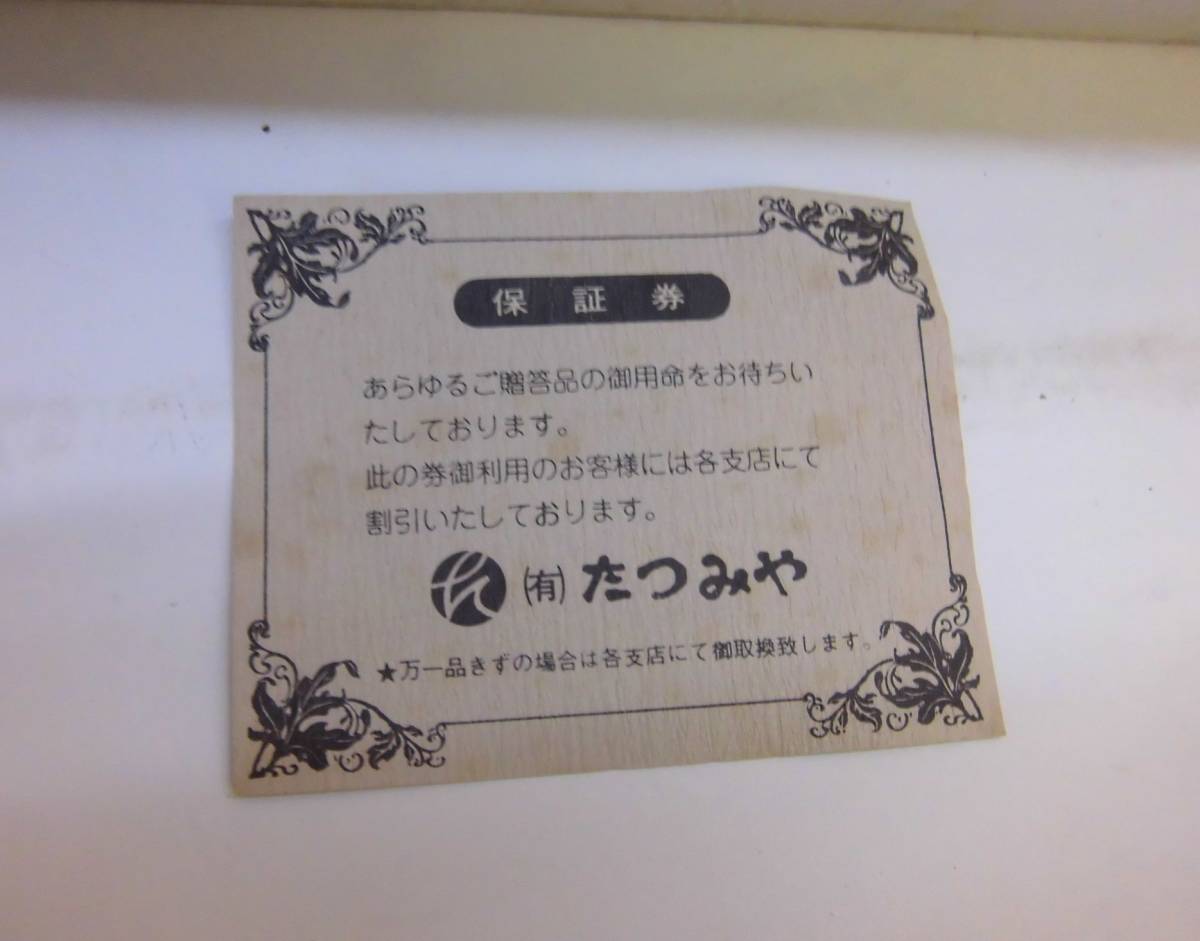 保証券
あらゆるご贈答品の御用命をお待ちい
たしております。
此の券御利用のお客様には各支店にて
割引いたしております。
㈲たつみや
★万一品きずの場合は各支店にて御取換致します。